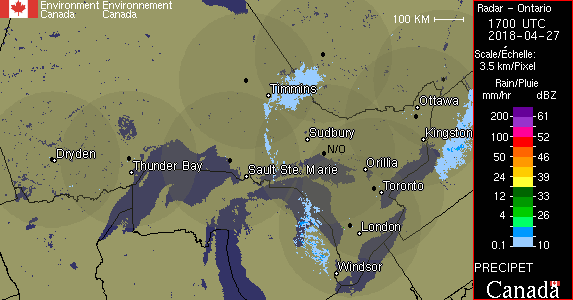 Environment Environnement
Canada Canada
100 KM
Radar - Ontario
1700 UTC
2018-04-27
Scale/Échelle:
3.5 km/Pixel
Rain/Pluie
mm/hr dBZ
200 61
100 52
50 46
24 39
12 33
4 26
0.1 10
PRECIPET
Canada
Timmins
Ottawa
Sudbury
Kingston
N/O
Dryden
Thunder Bay
Sault Ste. Marie
Orillia
Toronto
London
Windsor